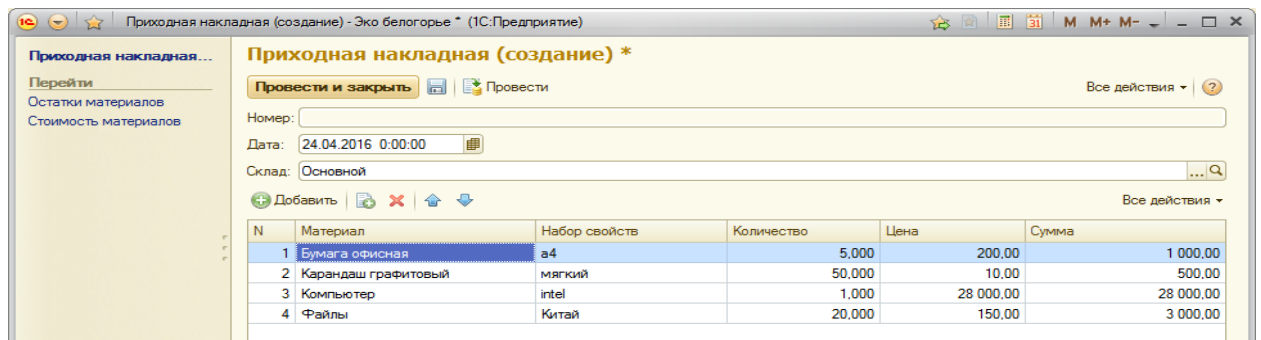 1С Приходная накладная (создание) - Эко белогорье * (1С:Предприятие) 31 M M+ M-
Приходная накладная...
Приходная накладная (создание) *
Перейти
Провести и закрыть Провести Все действия ?
Остатки материалов
Стоимость материалов
Номер:
Дата: 24.04.2016 0:00:00
Склад: Основной ...
Добавить Все действия
N Материал Набор свойств Количество Цена Сумма
1 Бумага офисная а4 5,000 200,00 1 000,00
2 Карандаш графитовый мягкий 50,000 10,00 500,00
3 Компьютер intel 1,000 28 000,00 28 000,00
4 Файлы Китай 20,000 150,00 3 000,00